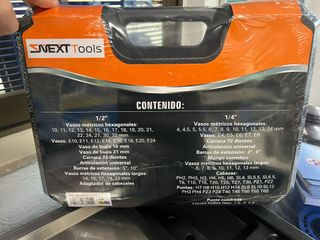 NEXT Tools
CONTENIDO:
1/2"
Vasos métricos hexagonales:
10, 11, 12, 13, 14, 15, 16, 17, 18, 19, 20, 21,
22, 24, 27, 30, 32 mm
Vasos: E10, E11, E12, E14, E16, E18, E20, E24
Vaso de bujía 16 mm
Vaso de bujía 21 mm
Carraca 72 dientes
Articulación universal
Barras de extensión: 5", 10"
Vasos métricos hexagonales largos:
14, 15, 17, 19, 22 mm
Adaptador de cabezales
1/4"
Vasos métricos hexagonales:
4, 4.5, 5, 5.5, 6, 7, 8, 9, 10, 11, 12, 13, 14 mm
Vasos: E4, E5, E6, E7, E8
Carraca 72 dientes
Articulación universal
Barras de extensión: 2", 4"
Mango corredizo
Vasos métricos hexagonales largos:
6, 7, 8, 9, 10, 11, 12, 13 mm
Cabezas:
Puntas: